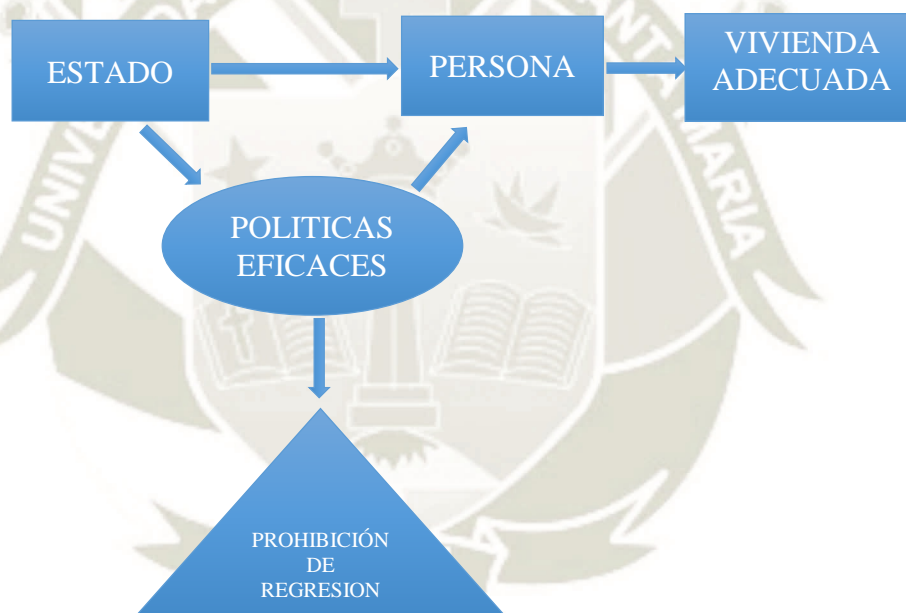 ESTADO
PERSONA
VIVIENDA
ADECUADA
POLITICAS
EFICACES
PROHIBICIÓN
DE
REGRESION